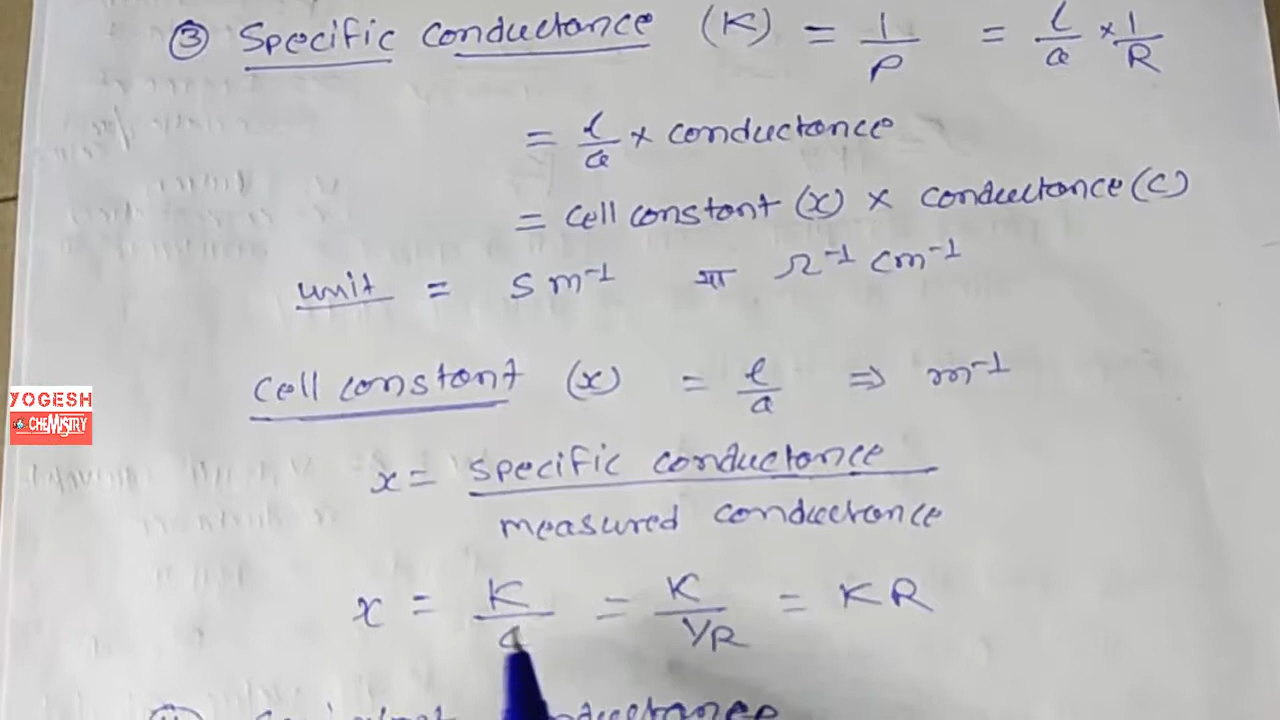 ③ Specific conductance (K) = 1/ρ = l/a × 1/R
= l/a × conductance
= cell constant (x) × conductance (C)
unit = S m⁻¹ या Ω⁻¹ cm⁻¹
cell constant (x) = l/a ⇒ m⁻¹
x = specific conductance / measured conductance
YOGESH
CHEMISTRY
x = K/C = K/(1/R) = KR
conductance